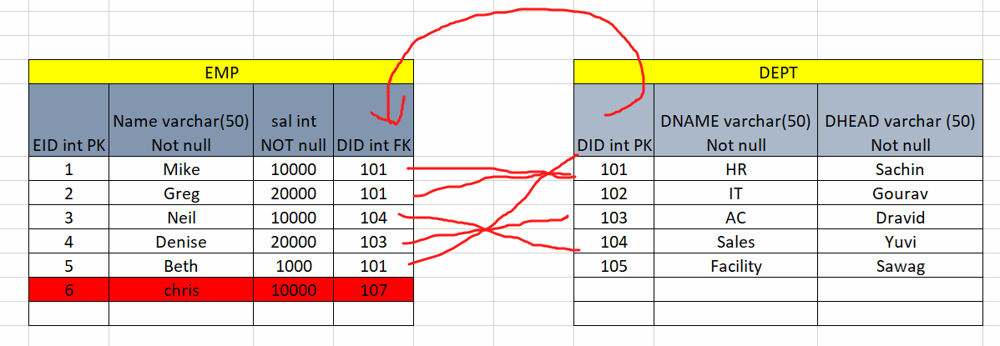 EMP
EID int PK Name varchar(50) Not null sal int NOT null DID int FK
1 Mike 10000 101
2 Greg 20000 101
3 Neil 10000 104
4 Denise 20000 103
5 Beth 1000 101
6 chris 10000 107
DEPT
DID int PK DNAME varchar(50) Not null DHEAD varchar (50) Not null
101 HR Sachin
102 IT Gourav
103 AC Dravid
104 Sales Yuvi
105 Facility Sawag